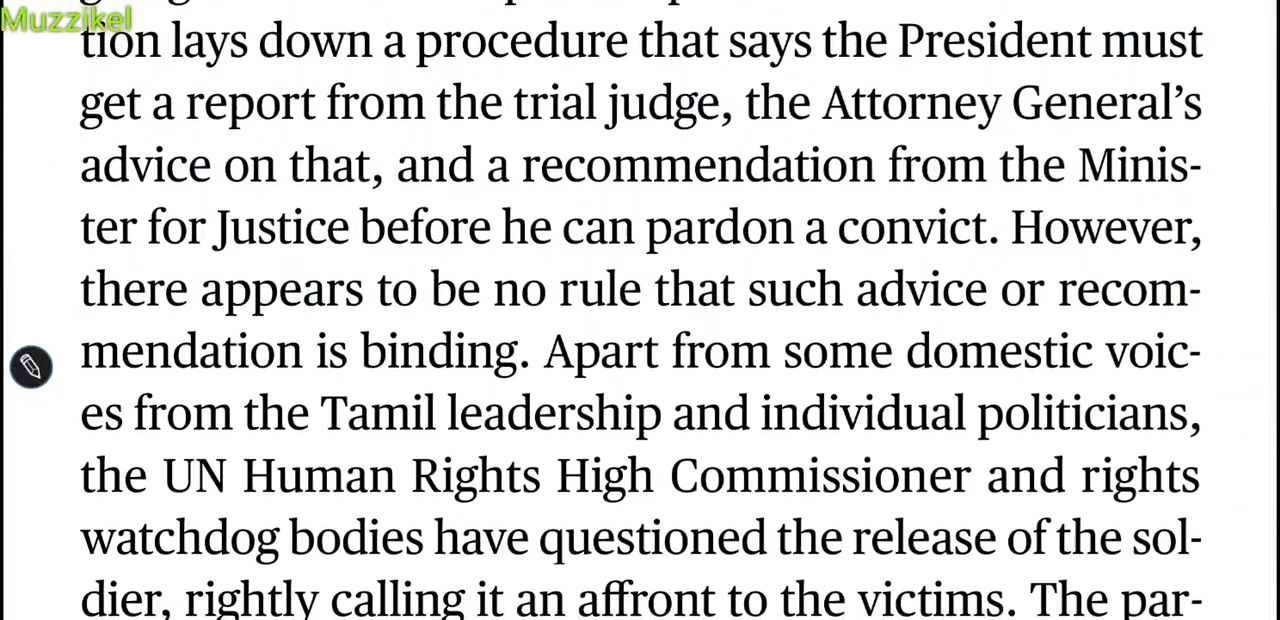 Muzzikel
tion lays down a procedure that says the President must
get a report from the trial judge, the Attorney General’s
advice on that, and a recommendation from the Minis-
ter for Justice before he can pardon a convict. However,
there appears to be no rule that such advice or recom-
mendation is binding. Apart from some domestic voic-
es from the Tamil leadership and individual politicians,
the UN Human Rights High Commissioner and rights
watchdog bodies have questioned the release of the sol-
dier, rightly calling it an affront to the victims. The par-